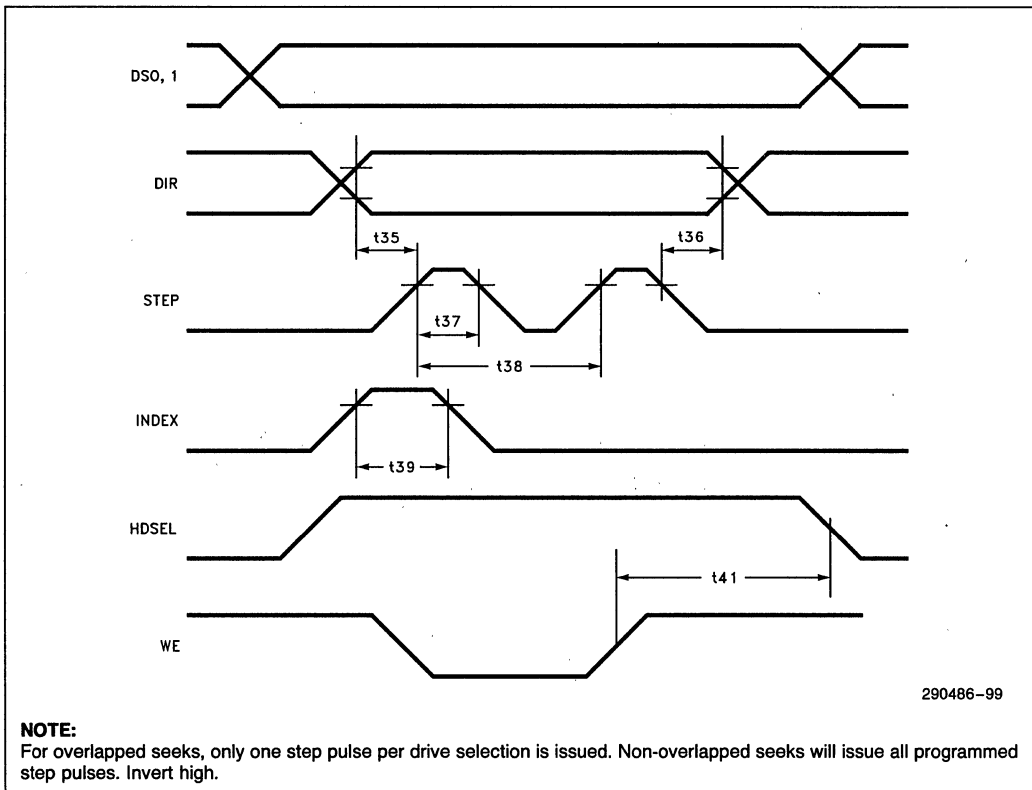 DSO, 1
DIR
t35
t36
STEP
t37
t38
INDEX
t39
HDSEL
t41
WE
290486–99
NOTE:
For overlapped seeks, only one step pulse per drive selection is issued. Non-overlapped seeks will issue all programmed
step pulses. Invert high.